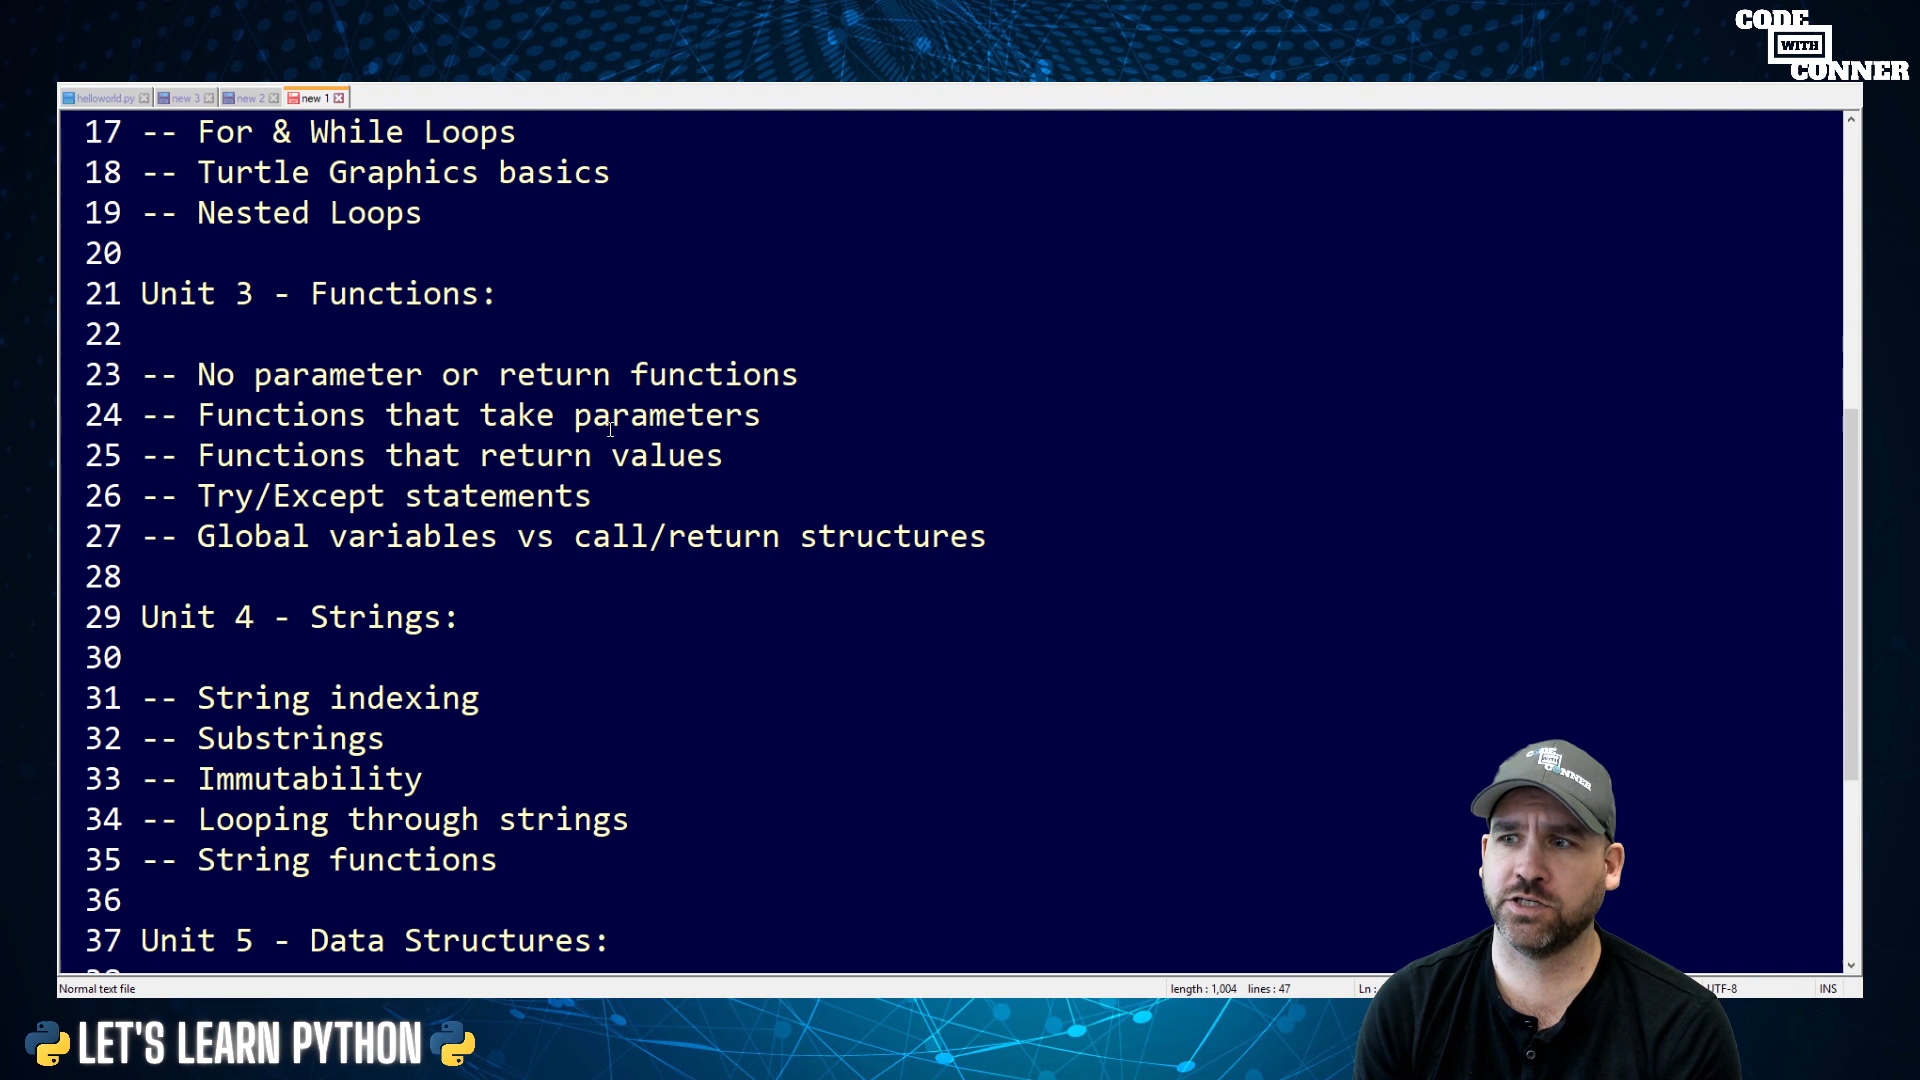 CODE
WITH
CONNER
helloworld.py new 3 new 2 new 1
17 -- For & While Loops
18 -- Turtle Graphics basics
19 -- Nested Loops
20
21 Unit 3 - Functions:
22
23 -- No parameter or return functions
24 -- Functions that take parameters
25 -- Functions that return values
26 -- Try/Except statements
27 -- Global variables vs call/return structures
28
29 Unit 4 - Strings:
30
31 -- String indexing
32 -- Substrings
33 -- Immutability
34 -- Looping through strings
35 -- String functions
36
37 Unit 5 - Data Structures:
CODE
WITH
CONNER
Normal text file length : 1,004 lines : 47 Ln : UTF-8 INS
LET'S LEARN PYTHON